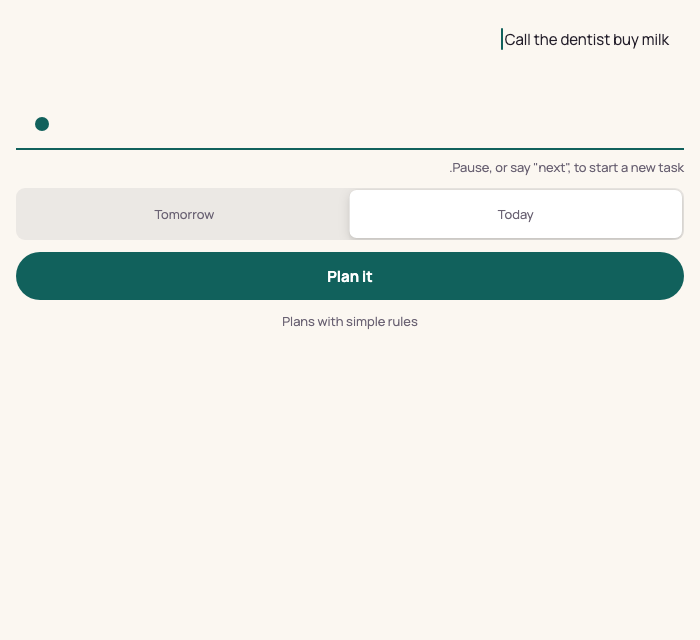 Call the dentist buy milk
.Pause, or say "next", to start a new task
Today
Tomorrow
Plan it
Plans with simple rules